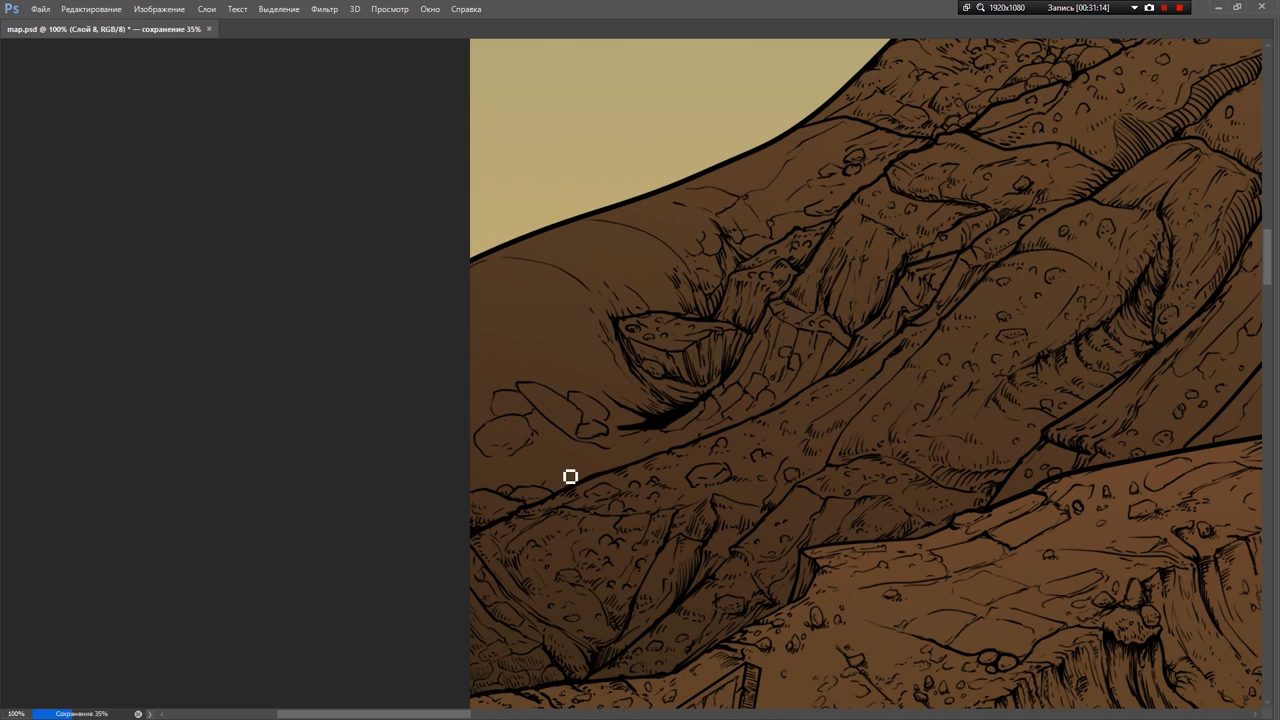 Ps Файл Редактирование Изображение Слои Текст Выделение Фильтр 3D Просмотр Окно Справка 1920x1080 Запись [00:31:14]
map.psd @ 100% (Слой 8, RGB/8) * — сохранение 35% ×
100% Сохранение 35%